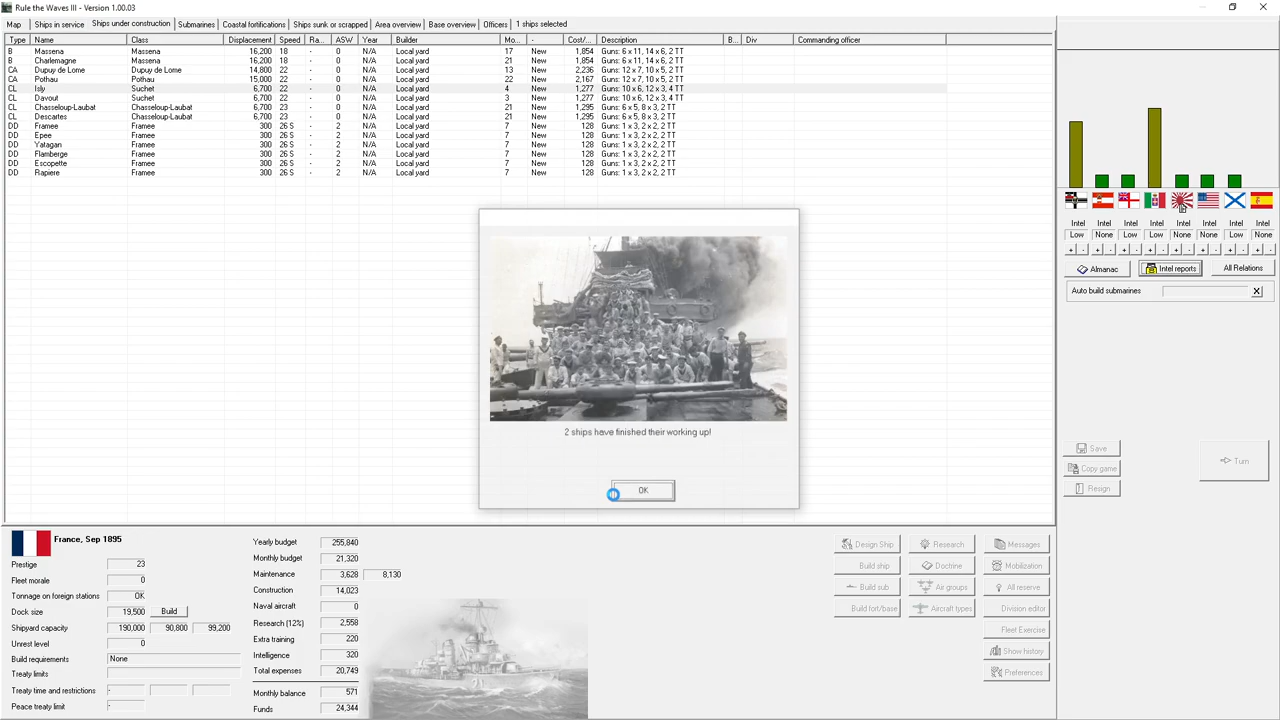 Rule the Waves III - Version 1.00.03
Map Ships in service Ships under construction Submarines Coastal fortifications Ships sunk or scrapped Area overview Base overview Officers 1 ships selected
Type Name Class Displacement Speed Ra... ASW Year Builder Mo... - Cost/... Description B... Div Commanding officer
B Massena Massena 16,200 18 - 0 N/A Local yard 17 New 1,854 Guns: 6 x 11, 14 x 6, 2 TT
B Charlemagne Massena 16,200 18 - 0 N/A Local yard 21 New 1,854 Guns: 6 x 11, 14 x 6, 2 TT
CA Dupuy de Lome Dupuy de Lome 14,800 22 - 0 N/A Local yard 13 New 2,236 Guns: 12 x 7, 10 x 5, 2 TT
CA Pothau Pothau 15,000 22 - 0 N/A Local yard 22 New 2,167 Guns: 12 x 7, 10 x 6, 2 TT
CL Isly Suchet 6,700 22 - 0 N/A Local yard 4 New 1,277 Guns: 10 x 6, 12 x 3, 4 TT
CL Davout Suchet 6,700 22 - 0 N/A Local yard 3 New 1,277 Guns: 10 x 6, 12 x 3, 4 TT
CL Chasseloup-Laubat Chasseloup-Laubat 6,700 23 - 0 N/A Local yard 21 New 1,295 Guns: 6 x 5, 8 x 3, 2 TT
CL Descartes Chasseloup-Laubat 6,700 23 - 0 N/A Local yard 21 New 1,295 Guns: 6 x 5, 8 x 3, 2 TT
DD Framee Framee 300 26 S - 2 N/A Local yard 7 New 128 Guns: 1 x 3, 2 x 2, 2 TT
DD Epee Framee 300 26 S - 2 N/A Local yard 7 New 128 Guns: 1 x 3, 2 x 2, 2 TT
DD Yatagan Framee 300 26 S - 2 N/A Local yard 7 New 128 Guns: 1 x 3, 2 x 2, 2 TT
DD Flamberge Framee 300 26 S - 2 N/A Local yard 7 New 128 Guns: 1 x 3, 2 x 2, 2 TT
DD Escopette Framee 300 26 S - 2 N/A Local yard 7 New 128 Guns: 1 x 3, 2 x 2, 2 TT
DD Rapiere Framee 300 26 S - 2 N/A Local yard 7 New 128 Guns: 1 x 3, 2 x 2, 2 TT
Intel Intel Intel Intel Intel Intel Intel Intel
Low None Low Low None None Low None
+ - + - + - + - + - + - + - + -
Almanac Intel reports All Relations
Auto build submarines X
2 ships have finished their working up!
OK
Save
Copy game
Resign
Turn
France, Sep 1895
Prestige 23
Fleet morale 0
Tonnage on foreign stations OK
Dock size 19,500 Build
Shipyard capacity 190,000 90,800 99,200
Unrest level 0
Build requirements None
Treaty limits
Treaty time and restrictions -
Peace treaty limit -
Yearly budget 255,840
Monthly budget 21,320
Maintenance 3,628 8,130
Construction 14,023
Naval aircraft 0
Research (12%) 2,558
Extra training 220
Intelligence 320
Total expenses 20,749
Monthly balance 571
Funds 24,344
Design Ship Research Messages
Build ship Doctrine Mobilization
Build sub Air groups All reserve
Build fort/base Aircraft types Division editor
Fleet Exercise
Show history
Preferences